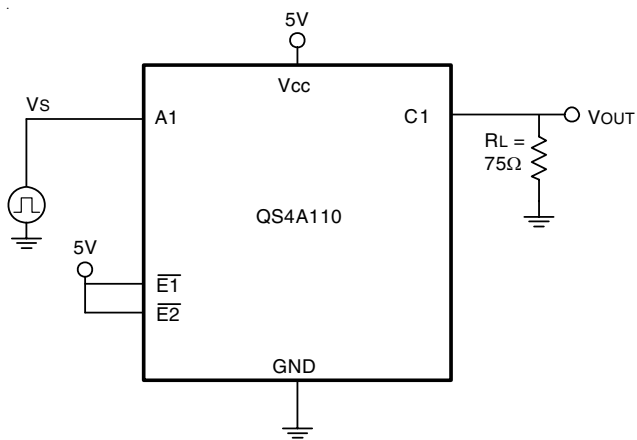 5V
Vcc
VS
A1
C1
VOUT
RL =
75Ω
QS4A110
5V
E1
E2
GND